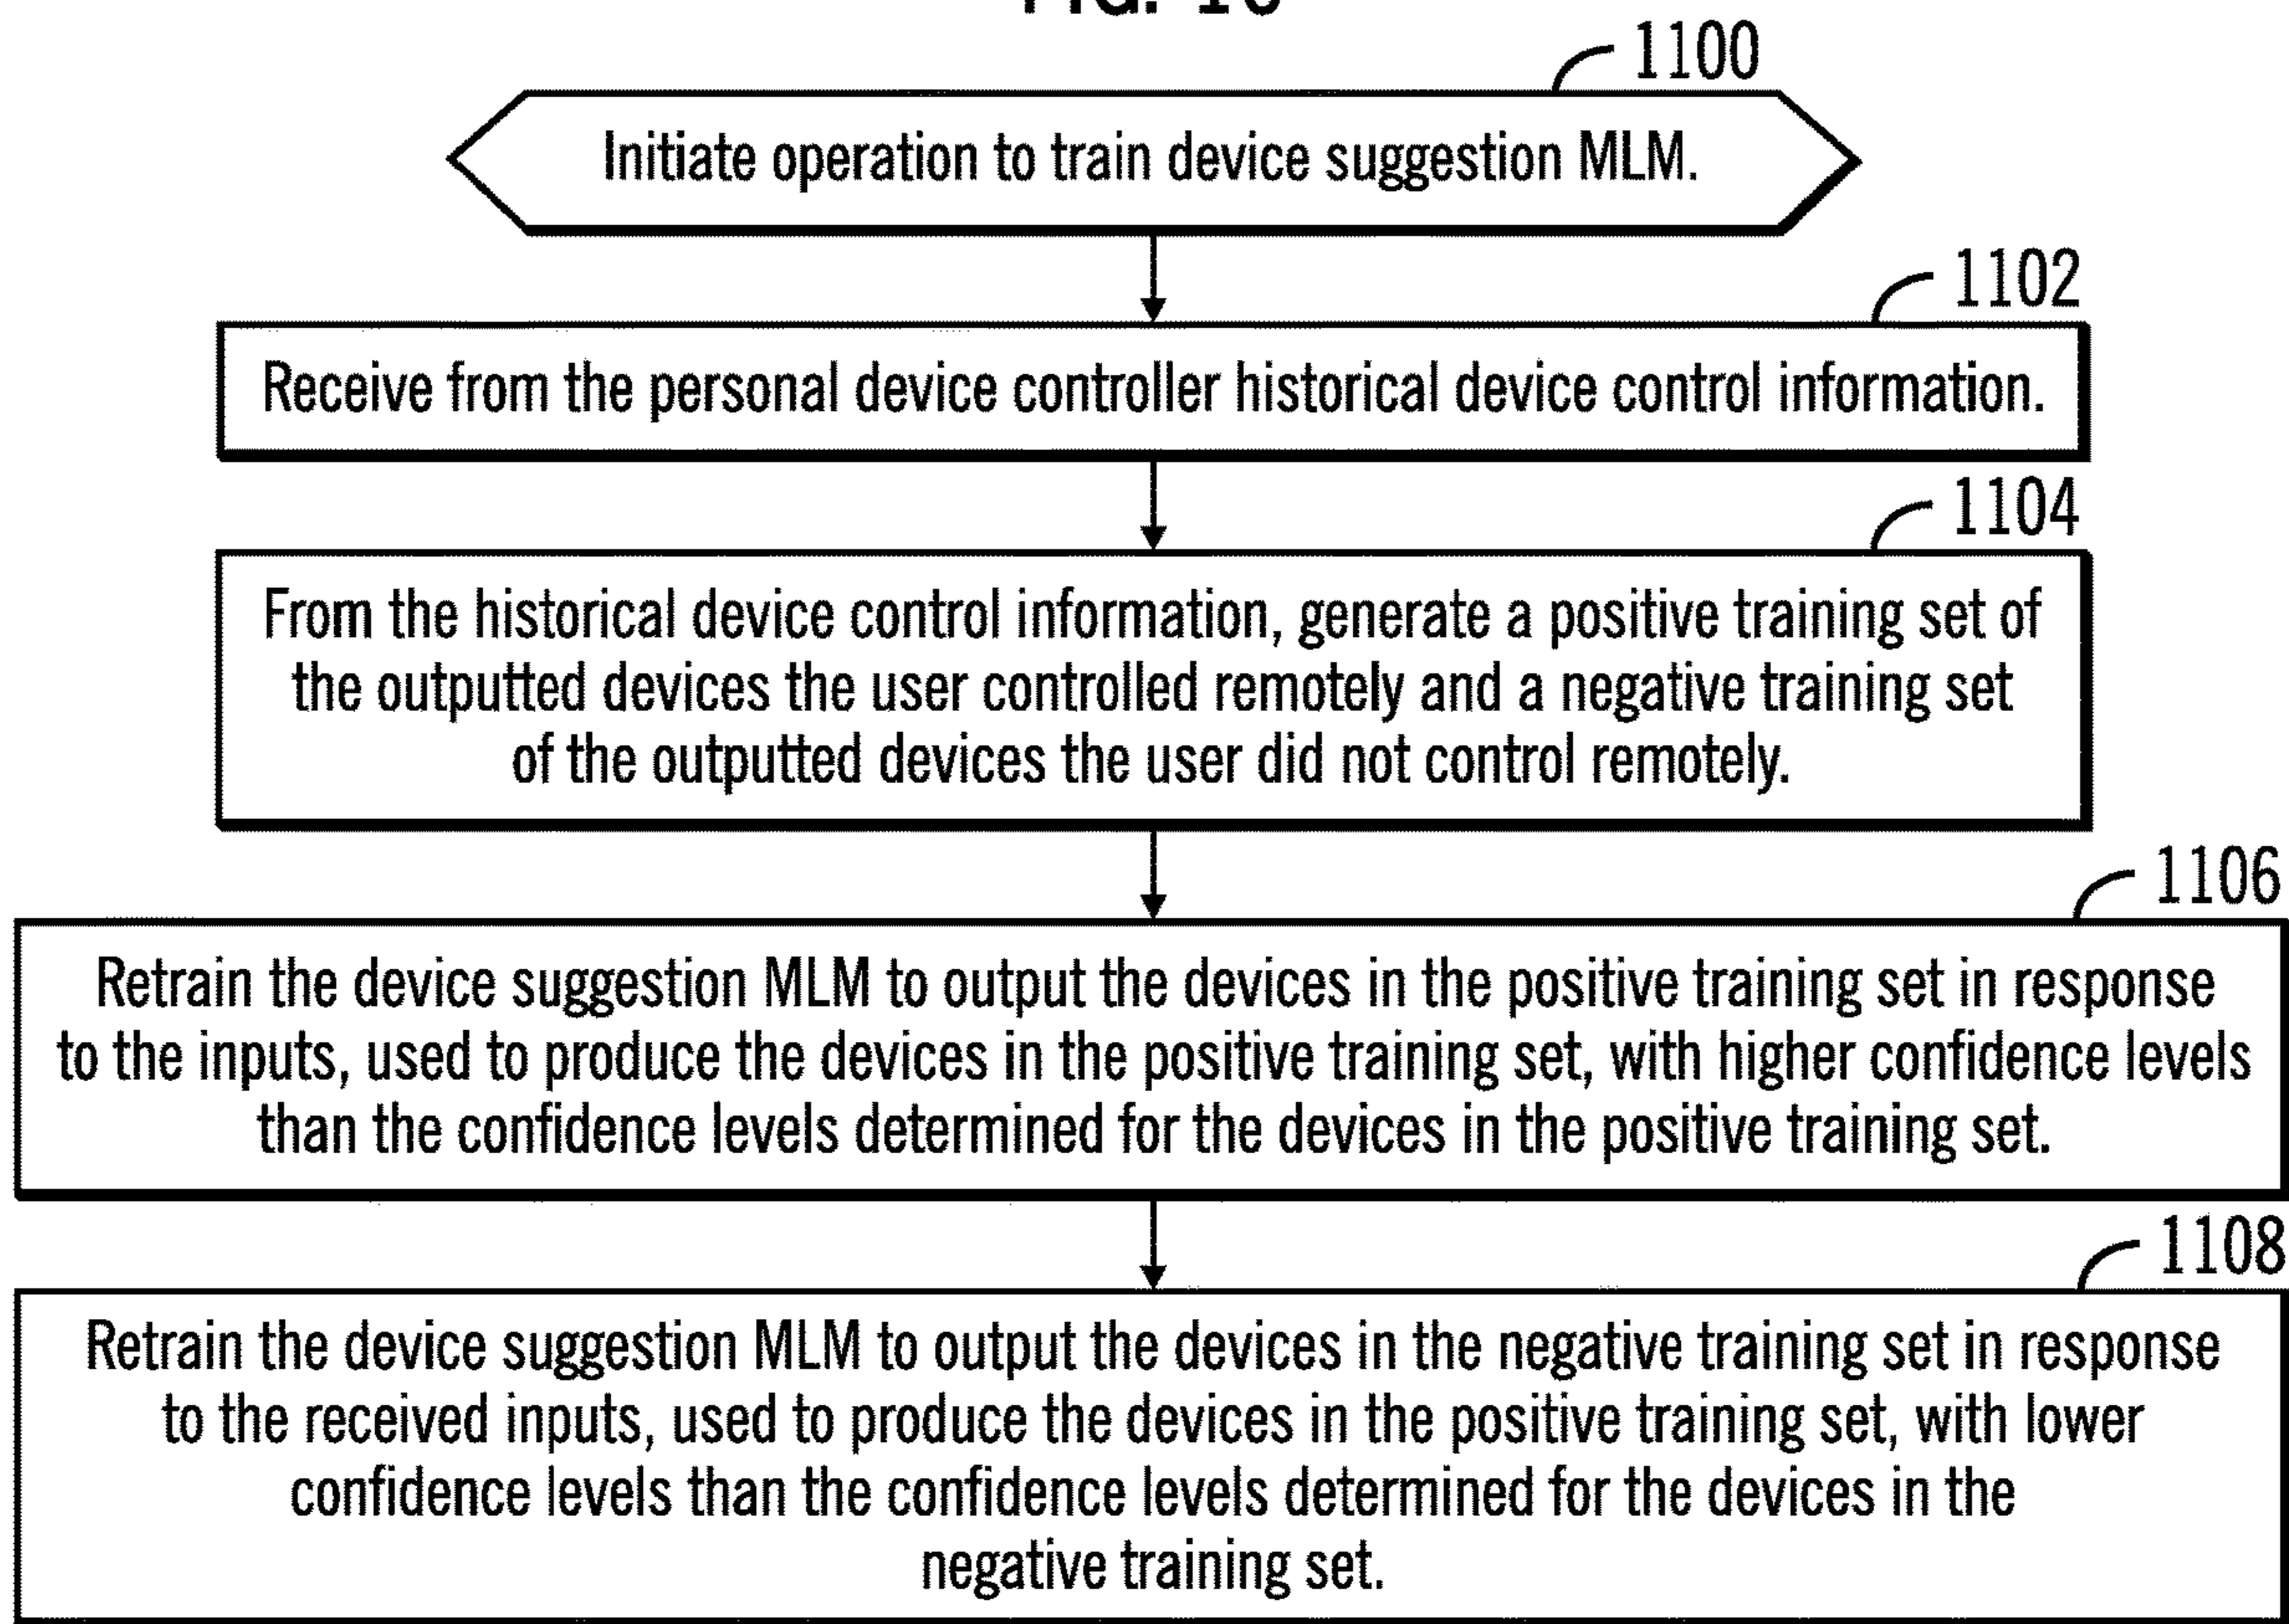 FIG. 10
1100
Initiate operation to train device suggestion MLM.
1102
Receive from the personal device controller historical device control information.
1104
From the historical device control information, generate a positive training set of
the outputted devices the user controlled remotely and a negative training set
of the outputted devices the user did not control remotely.
1106
Retrain the device suggestion MLM to output the devices in the positive training set in response
to the inputs, used to produce the devices in the positive training set, with higher confidence levels
than the confidence levels determined for the devices in the positive training set.
1108
Retrain the device suggestion MLM to output the devices in the negative training set in response
to the received inputs, used to produce the devices in the positive training set, with lower
confidence levels than the confidence levels determined for the devices in the
negative training set.